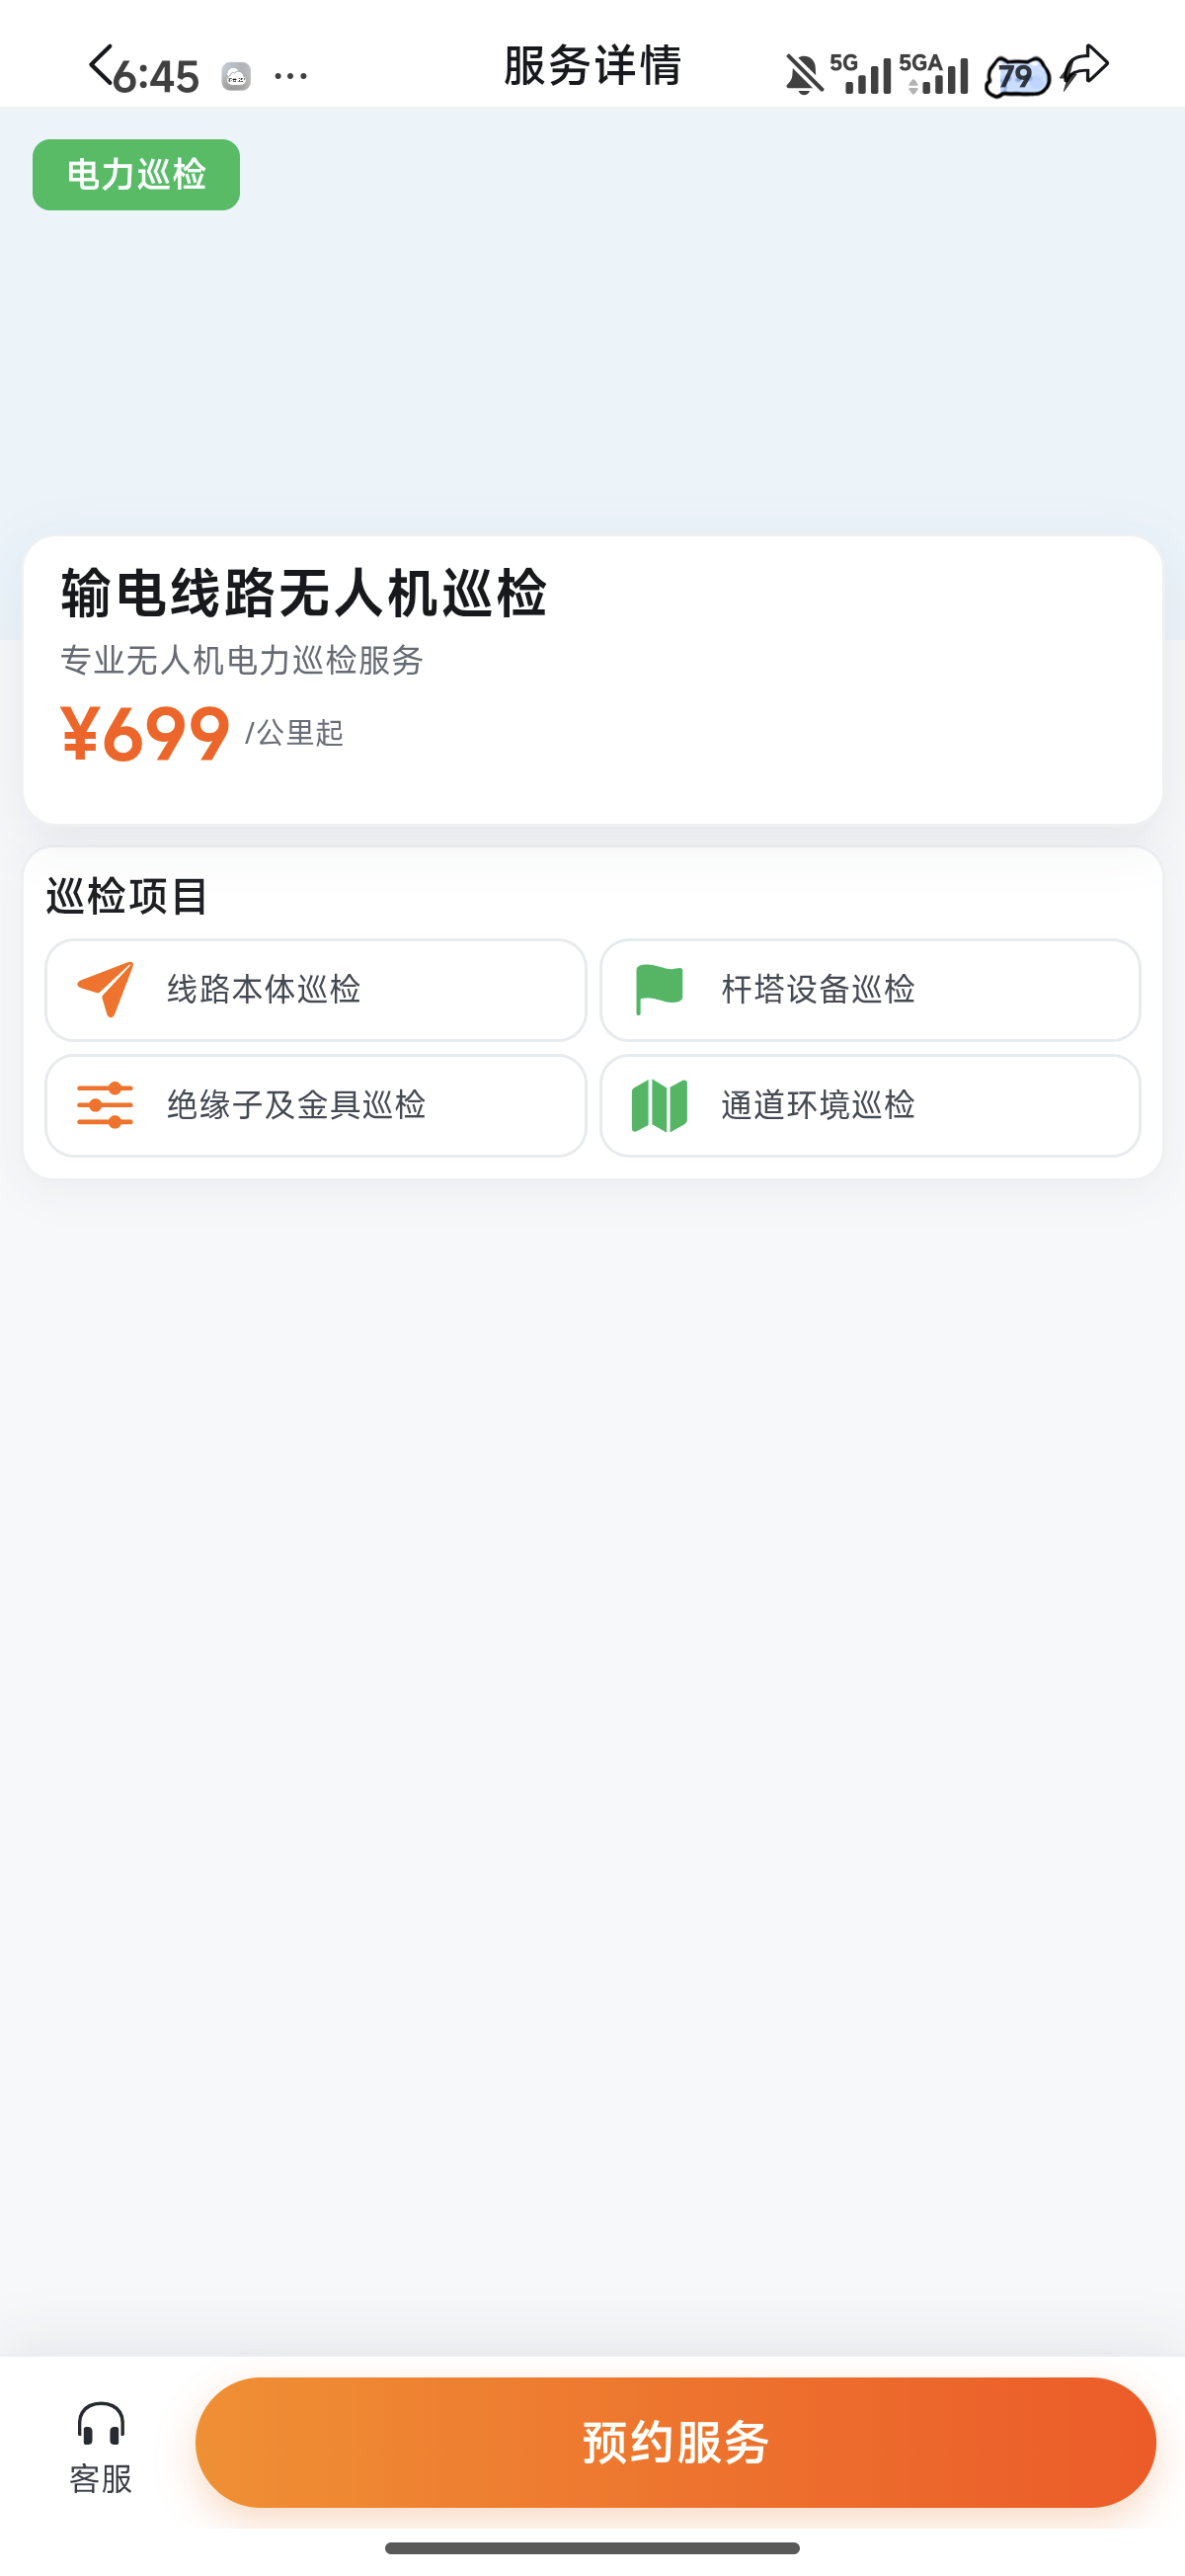 6:45 ... 服务详情 5G 5GA 79
电力巡检
输电线路无人机巡检
专业无人机电力巡检服务
¥699 /公里起
巡检项目
线路本体巡检
杆塔设备巡检
绝缘子及金具巡检
通道环境巡检
客服
预约服务